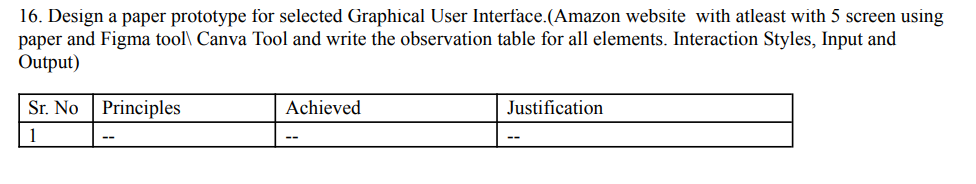 16. Design a paper prototype for selected Graphical User Interface.(Amazon website with atleast with 5 screen using
paper and Figma tool\ Canva Tool and write the observation table for all elements. Interaction Styles, Input and
Output)
Sr. No Principles Achieved Justification
1 -- -- --